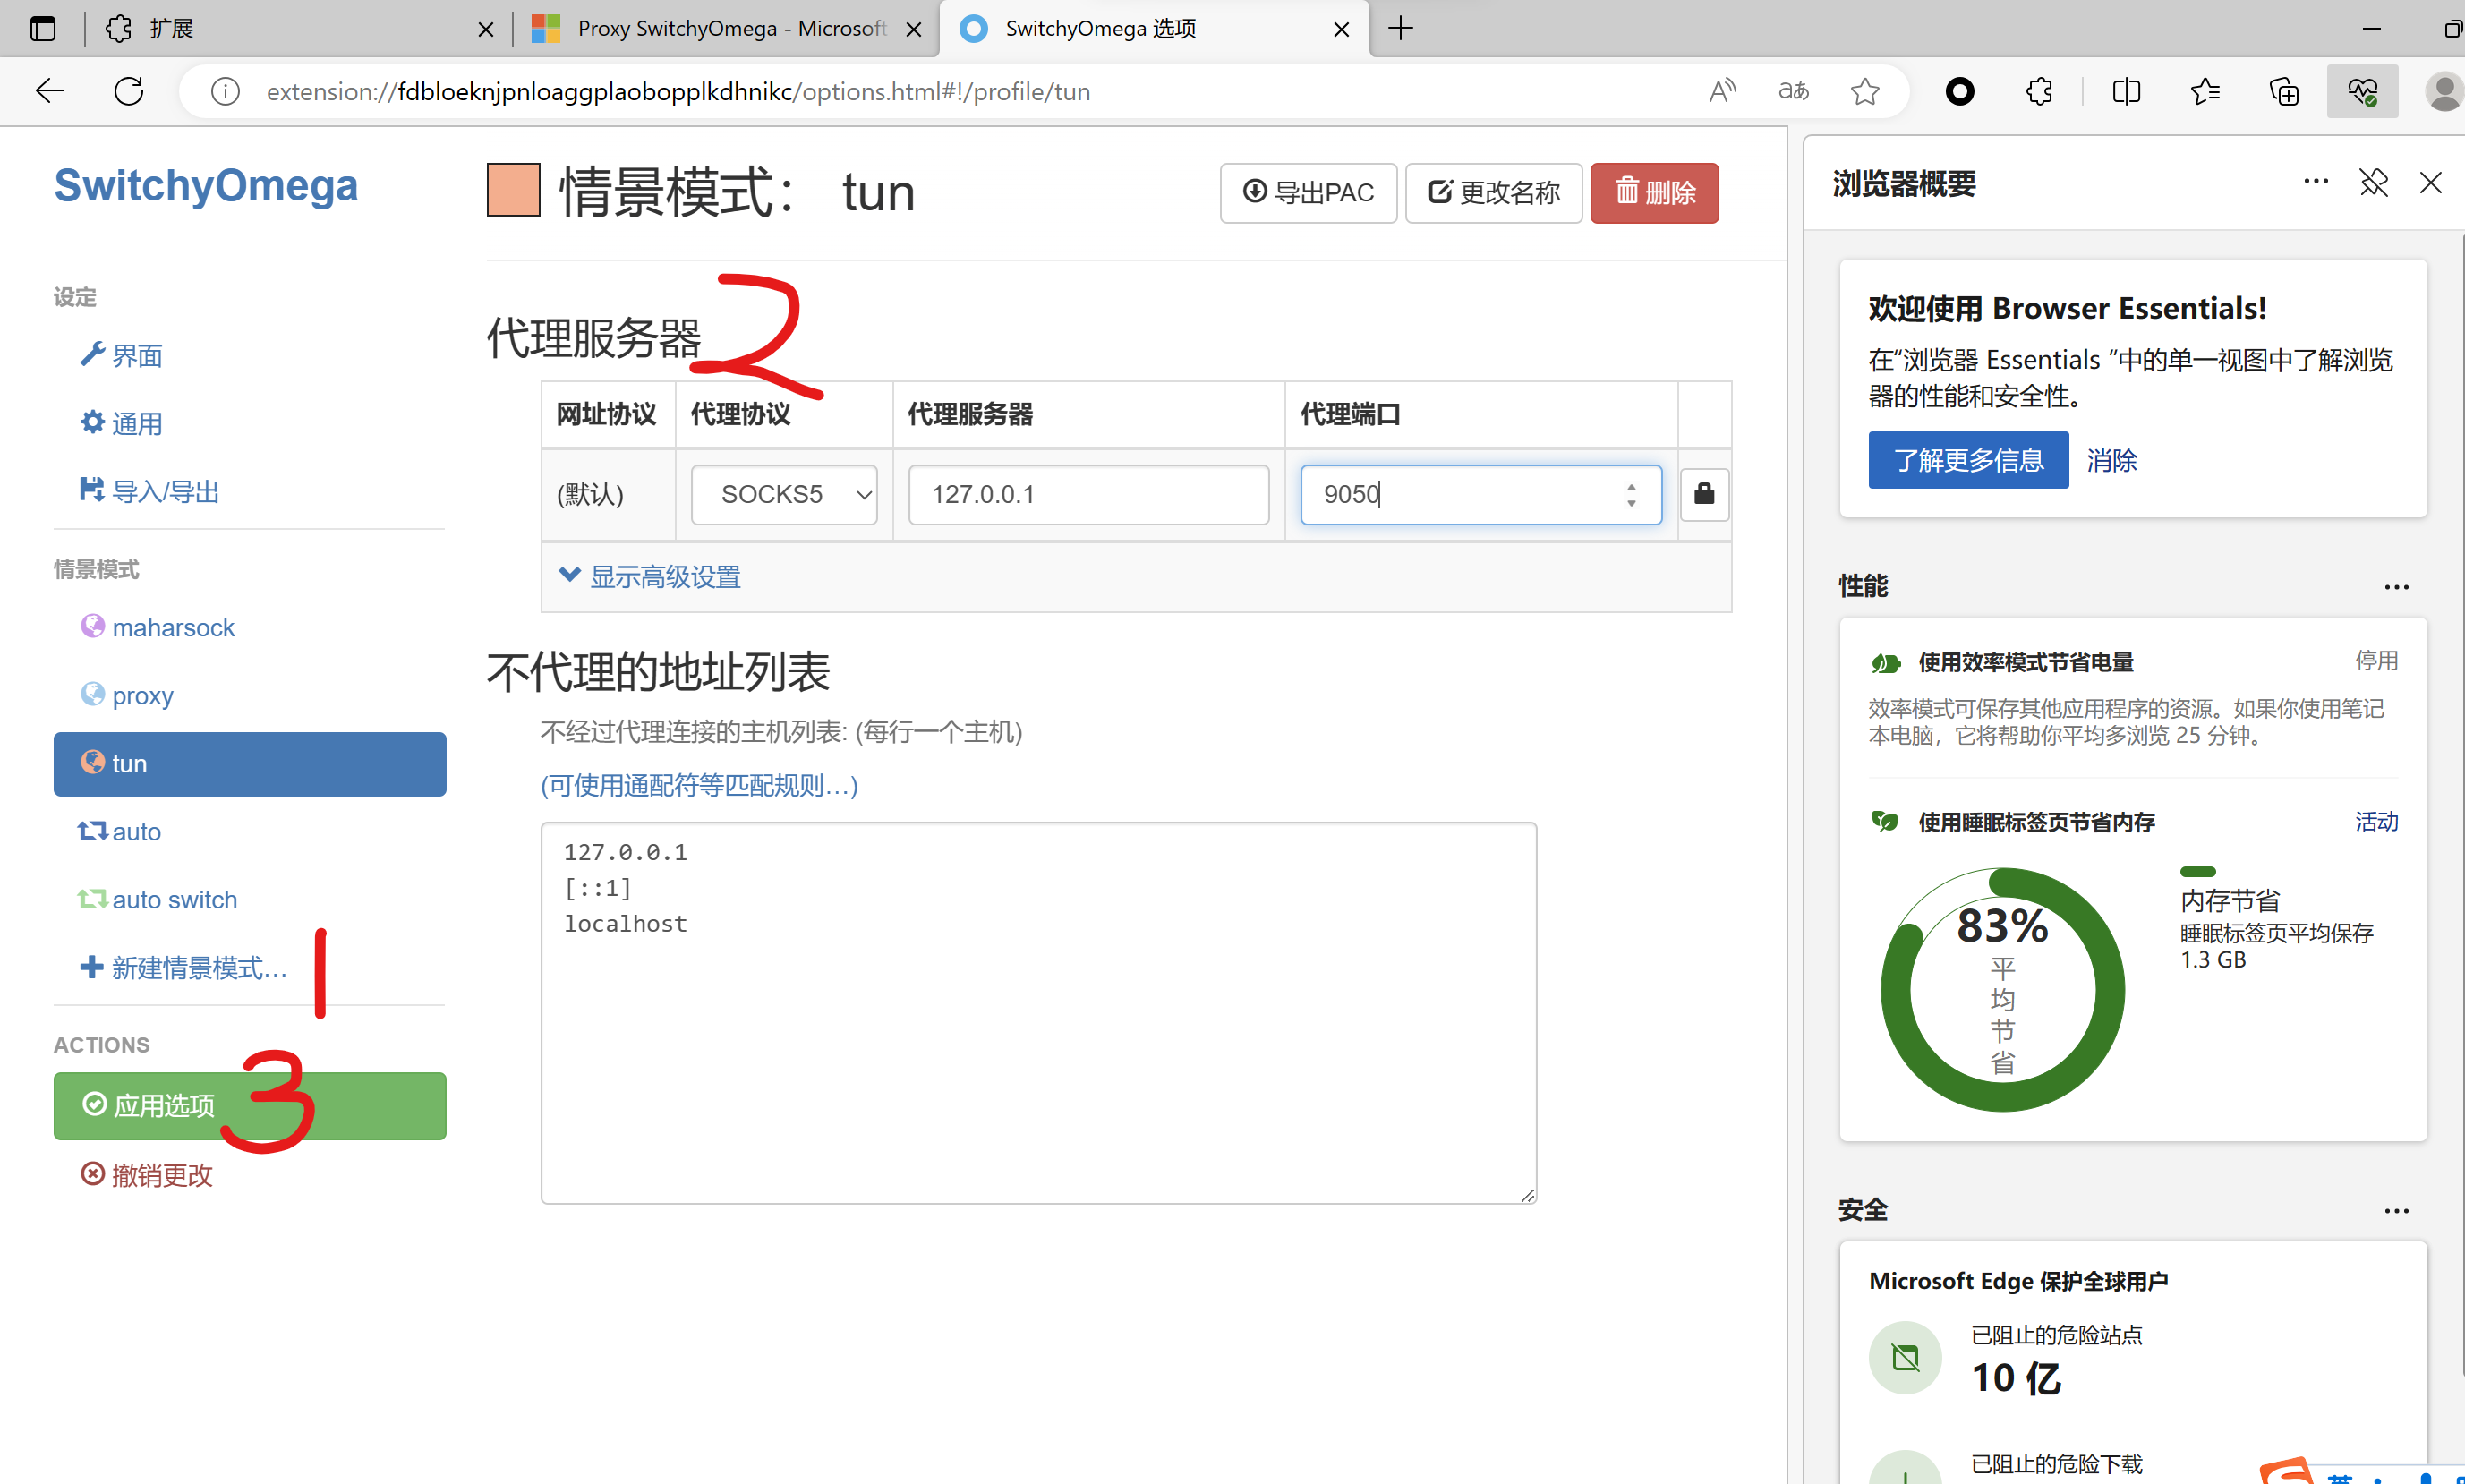 扩展
Proxy SwitchyOmega - Microsoft
SwitchyOmega 选项
extension://fdbloeknjpnloaggplaobopplkdhnikc/options.html#!/profile/tun
SwitchyOmega
设定
界面
通用
导入/导出
情景模式
maharsock
proxy
tun
auto
auto switch
新建情景模式…
1
ACTIONS
应用选项
3
撤销更改
情景模式： tun
导出PAC
更改名称
删除
代理服务器
2
网址协议 代理协议 代理服务器 代理端口
(默认) SOCKS5 127.0.0.1 9050
显示高级设置
不代理的地址列表
不经过代理连接的主机列表: (每行一个主机)
(可使用通配符等匹配规则…)
127.0.0.1
[::1]
localhost
浏览器概要
欢迎使用 Browser Essentials!
在“浏览器 Essentials ”中的单一视图中了解浏览
器的性能和安全性。
了解更多信息 消除
性能
使用效率模式节省电量 停用
效率模式可保存其他应用程序的资源。如果你使用笔记
本电脑，它将帮助你平均多浏览 25 分钟。
使用睡眠标签页节省内存 活动
83%
平
均
节
省
内存节省
睡眠标签页平均保存
1.3 GB
安全
Microsoft Edge 保护全球用户
已阻止的危险站点
10 亿
已阻止的危险下载